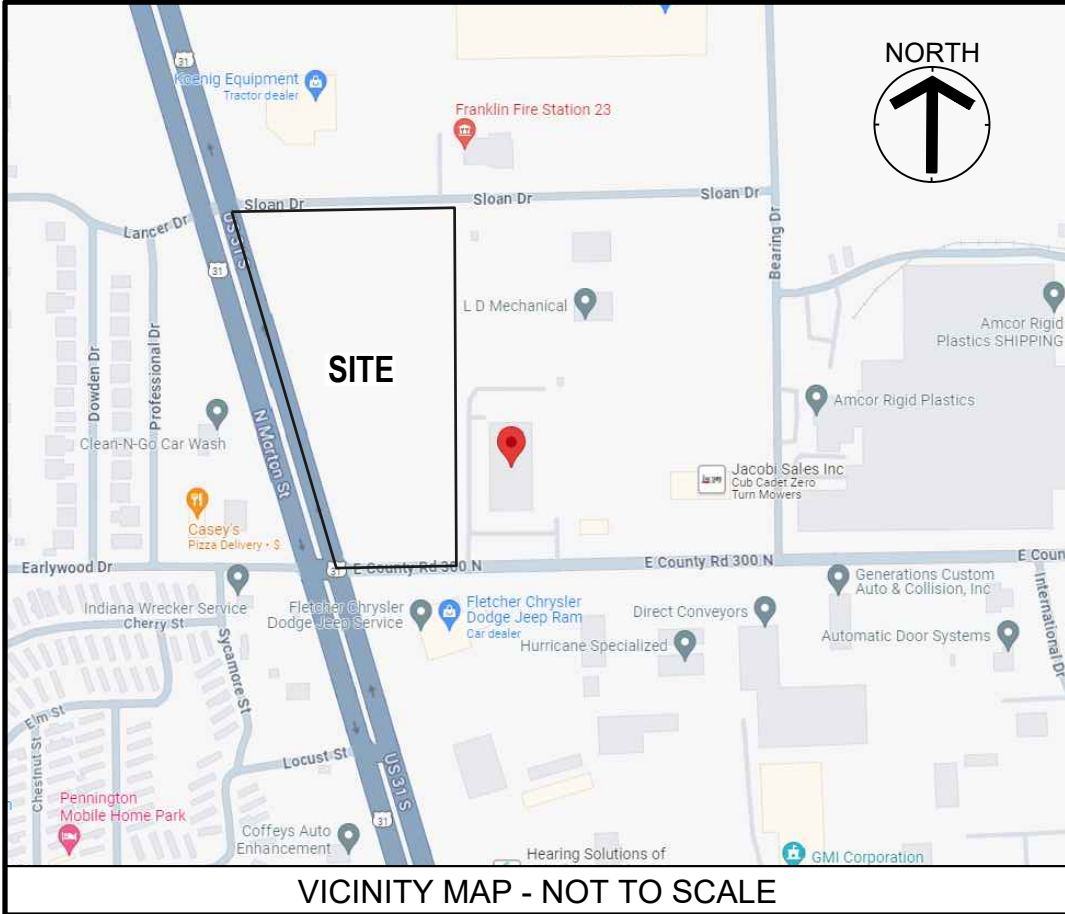 31
Koenig Equipment
Tractor dealer
NORTH
Franklin Fire Station 23
Sloan Dr
Sloan Dr
Sloan Dr
Lancer Dr
US 31 S
31
Bearing Dr
L D Mechanical
Amcor Rigid
Plastics SHIPPING
Dowden Dr
Professional Dr
SITE
Clean-N-Go Car Wash
N Morton St
Amcor Rigid Plastics
Jacobi Sales Inc
Cub Cadet Zero
Turn Mowers
Casey's
Pizza Delivery • $
Earlywood Dr
31
E County Rd 300 N
E County Rd 300 N
E Coun
Indiana Wrecker Service
Cherry St
Sycamore St
Fletcher Chrysler
Dodge Jeep Service
Fletcher Chrysler
Dodge Jeep Ram
Car dealer
Direct Conveyors
Hurricane Specialized
Generations Custom
Auto & Collision, Inc
Automatic Door Systems
International Dr
Elm St
Chestnut St
Locust St
US 31 S
Pennington
Mobile Home Park
31
Coffeys Auto
Enhancement
Hearing Solutions of
GMI Corporation
VICINITY MAP - NOT TO SCALE